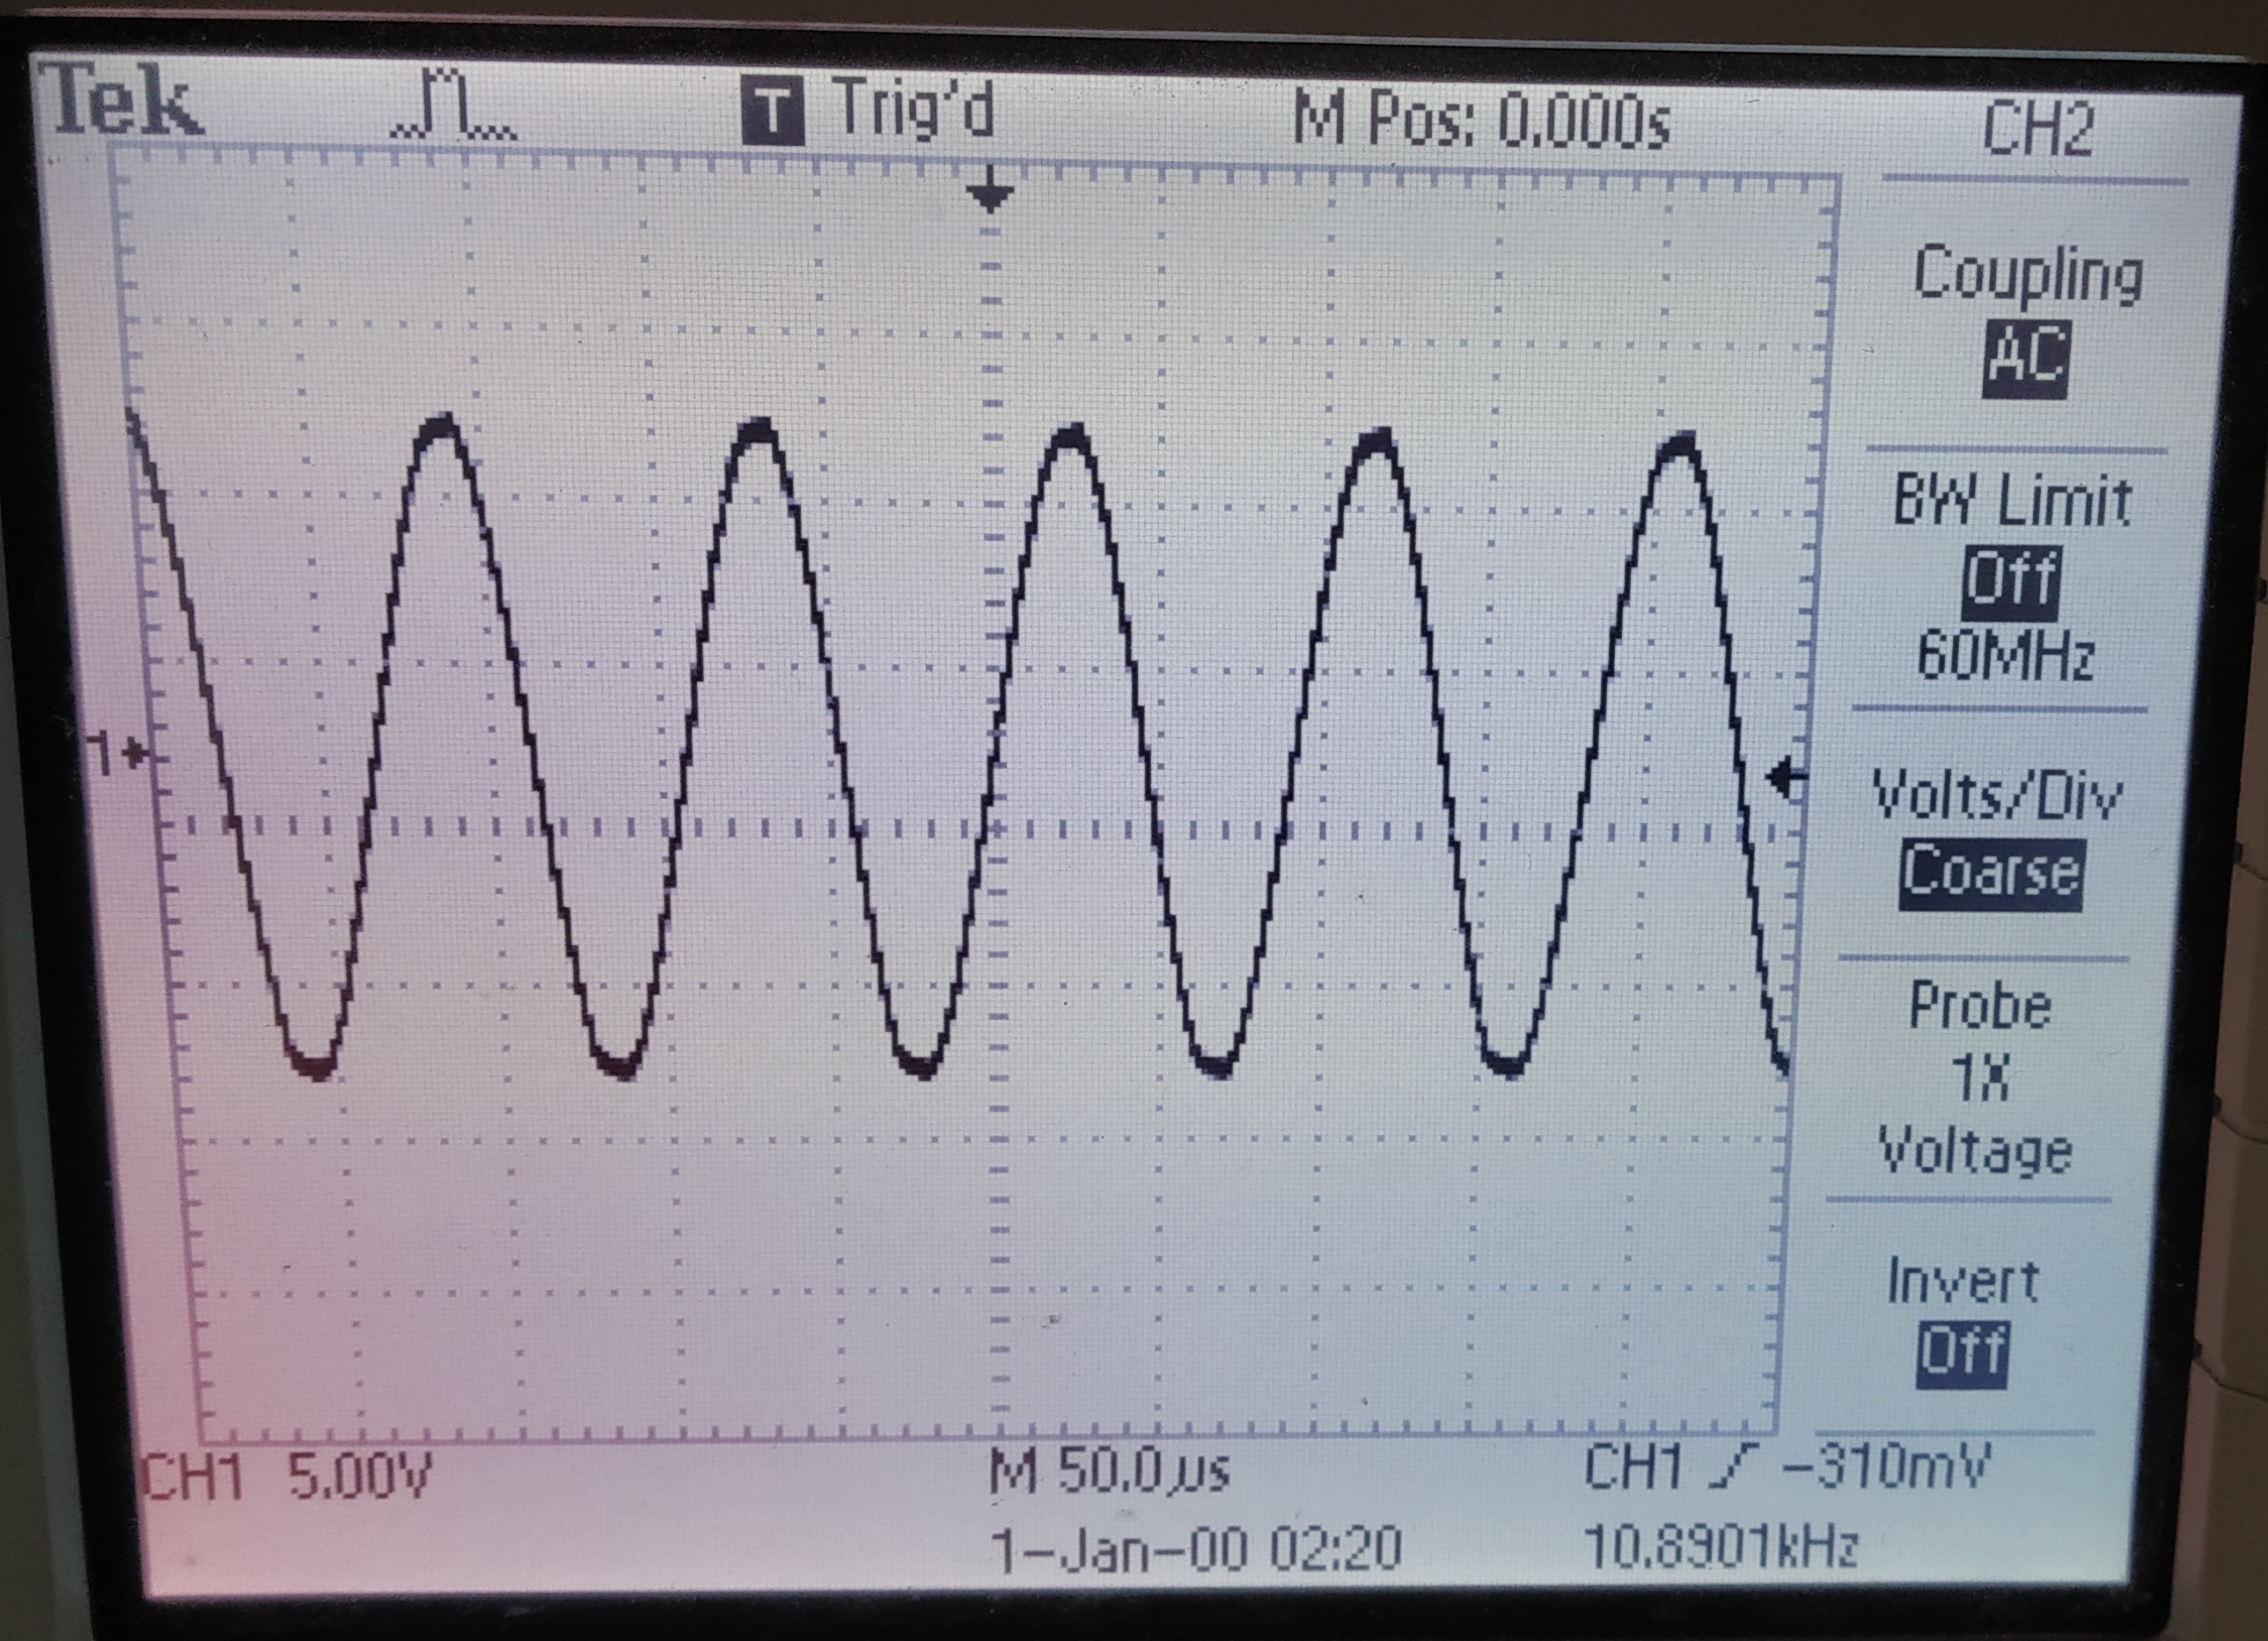 Tek T Trig'd M Pos: 0.000s CH2
Coupling
AC
BW Limit
Off
60MHz
1
Volts/Div
Coarse
Probe
1X
Voltage
Invert
Off
CH1 5.00V M 50.0µs CH1 -310mV
1-Jan-00 02:20 10.8901kHz